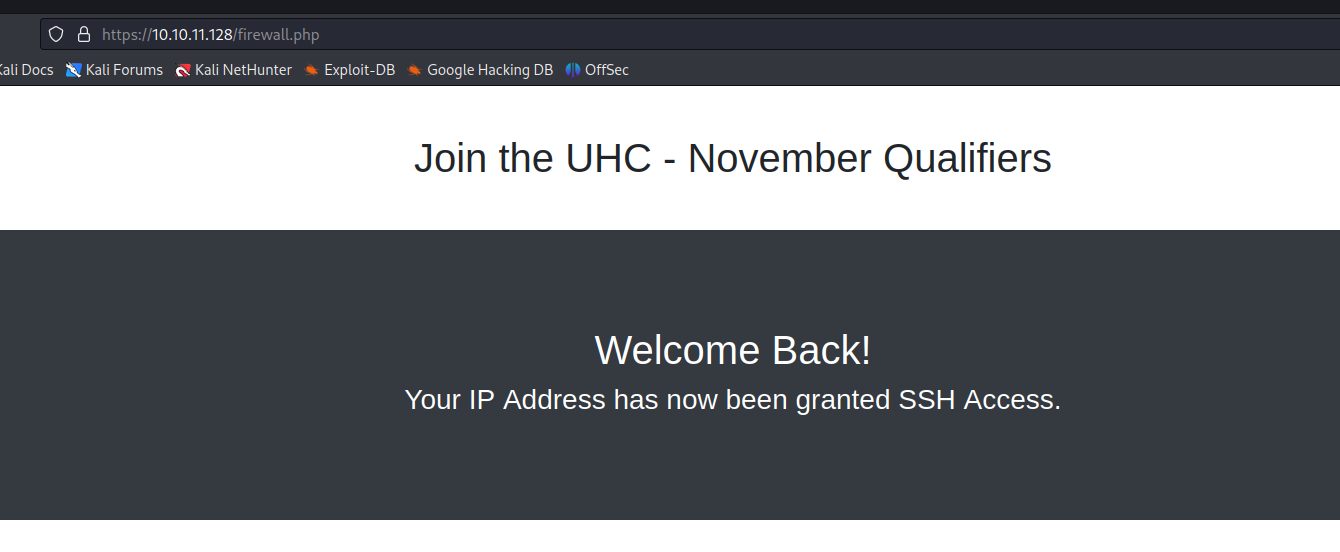 https://10.10.11.128/firewall.php
Kali Docs Kali Forums Kali NetHunter Exploit-DB Google Hacking DB OffSec
Join the UHC - November Qualifiers
Welcome Back!
Your IP Address has now been granted SSH Access.